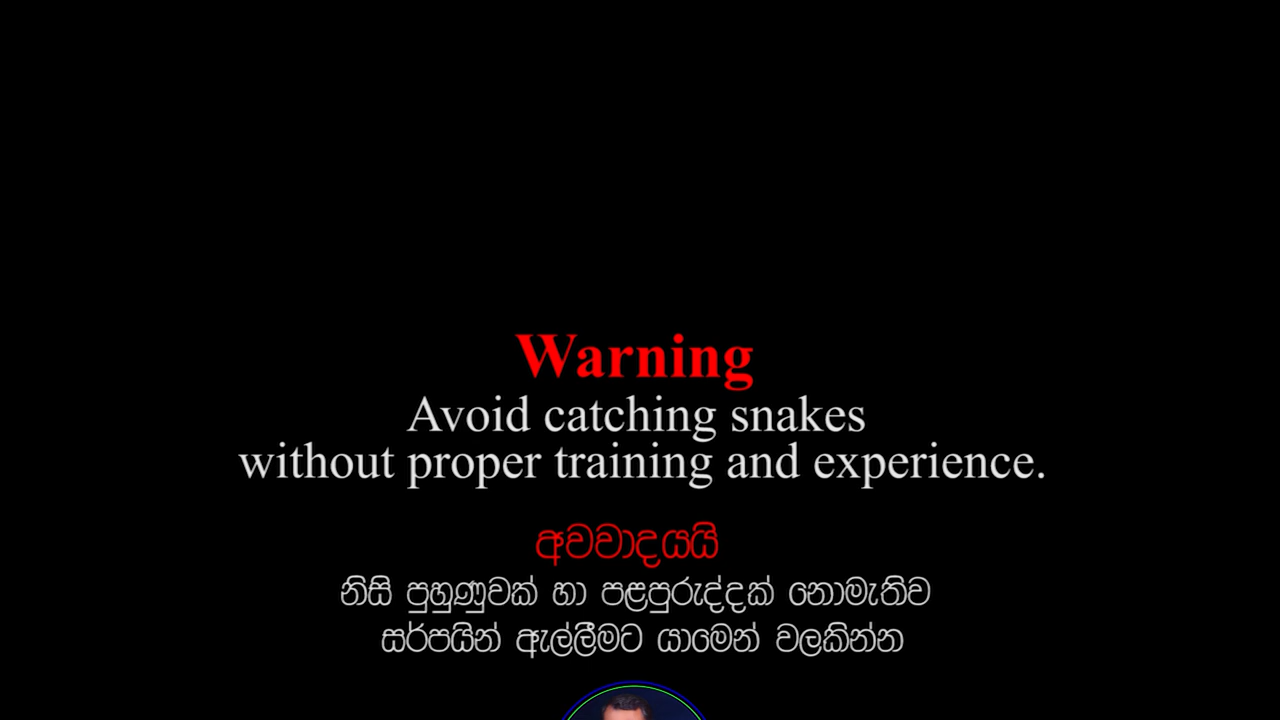 Warning
Avoid catching snakes
without proper training and experience.
අවවාදයයි
නිසි පුහුණුවක් හා පළපුරුද්දක් නොමැතිව
සර්පයින් ඇල්ලීමට යාමෙන් වලකින්න